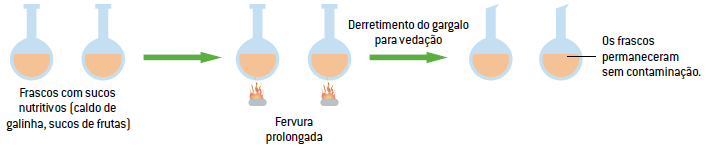 Frascos com sucos
nutritivos (caldo de
galinha, sucos de frutas)
Fervura
prolongada
Derretimento do gargalo
para vedação
Os frascos
permaneceram
sem contaminação.